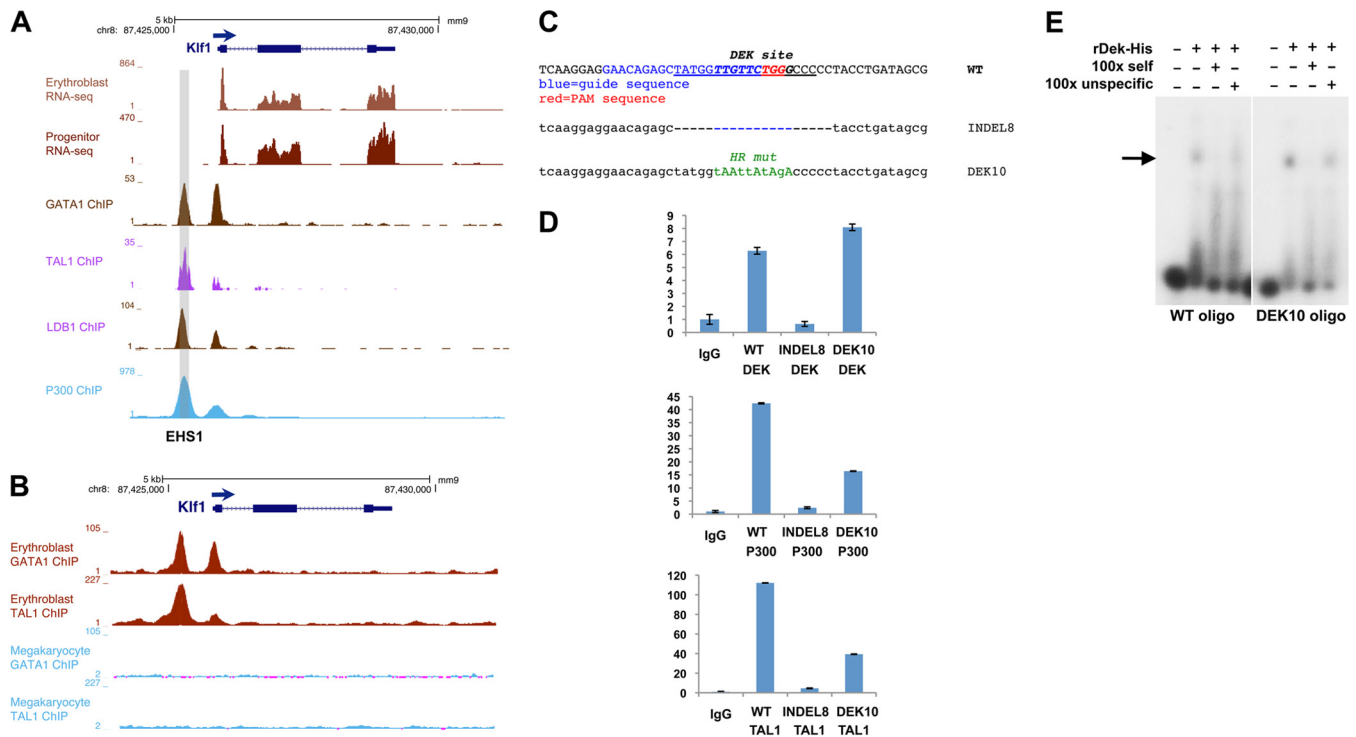 A
5 kb
mm9
chr8: 87,425,000
87,430,000
Klf1
864
Erythroblast
RNA-seq
1
470
Progenitor
RNA-seq
1
53
GATA1 ChIP
1
35
TAL1 ChIP
1
104
LDB1 ChIP
1
978
P300 ChIP
1
EHS1
B
5 kb
mm9
chr8: 87,425,000
87,430,000
Klf1
105
Erythroblast
GATA1 ChIP
1
227
Erythroblast
TAL1 ChIP
1
105
Megakaryocyte
GATA1 ChIP
2
227
Megakaryocyte
TAL1 ChIP
2
C
DEK site
TCAAGGAGGAACAGAGCTATGGTTGTTCTGGGCCCCCTACCTGATAGCG WT
blue=guide sequence
red=PAM sequence
tcaaggaggaacagagc--------------------tacctgatagcg INDEL8
HR mut
tcaaggaggaacagagctatggtAAttAtAgACccccctacctgatagcg DEK10
D
9
8
7
6
5
4
3
2
1
0
IgG WT INDEL8 DEK10
DEK DEK DEK
45
40
35
30
25
20
15
10
5
0
IgG WT INDEL8 DEK10
P300 P300 P300
120
100
80
60
40
20
0
IgG WT INDEL8 DEK10
TAL1 TAL1 TAL1
E
rDek-His – + + + – + + +
100x self – – + – – – + –
100x unspecific – – – + – – – +
WT oligo DEK10 oligo